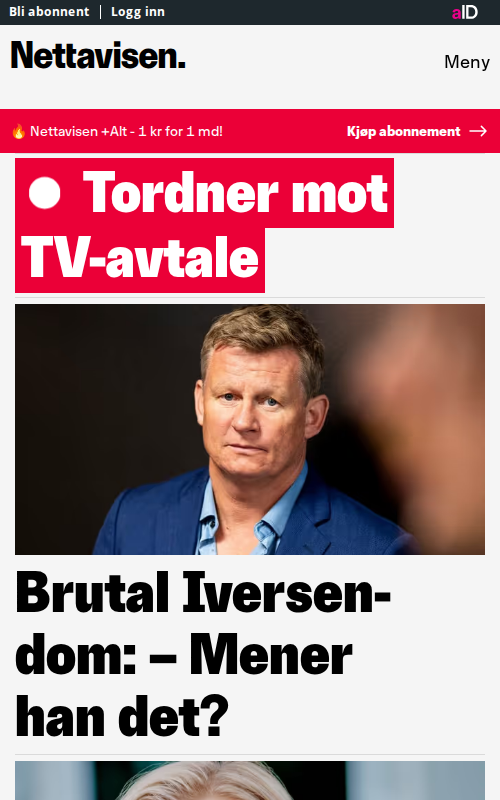 Bli abonnent | Logg inn
aID
Nettavisen.
Meny
🔥 Nettavisen +Alt - 1 kr for 1 md!
Kjøp abonnement →
Tordner mot
TV-avtale
Brutal Iversen-
dom: – Mener
han det?